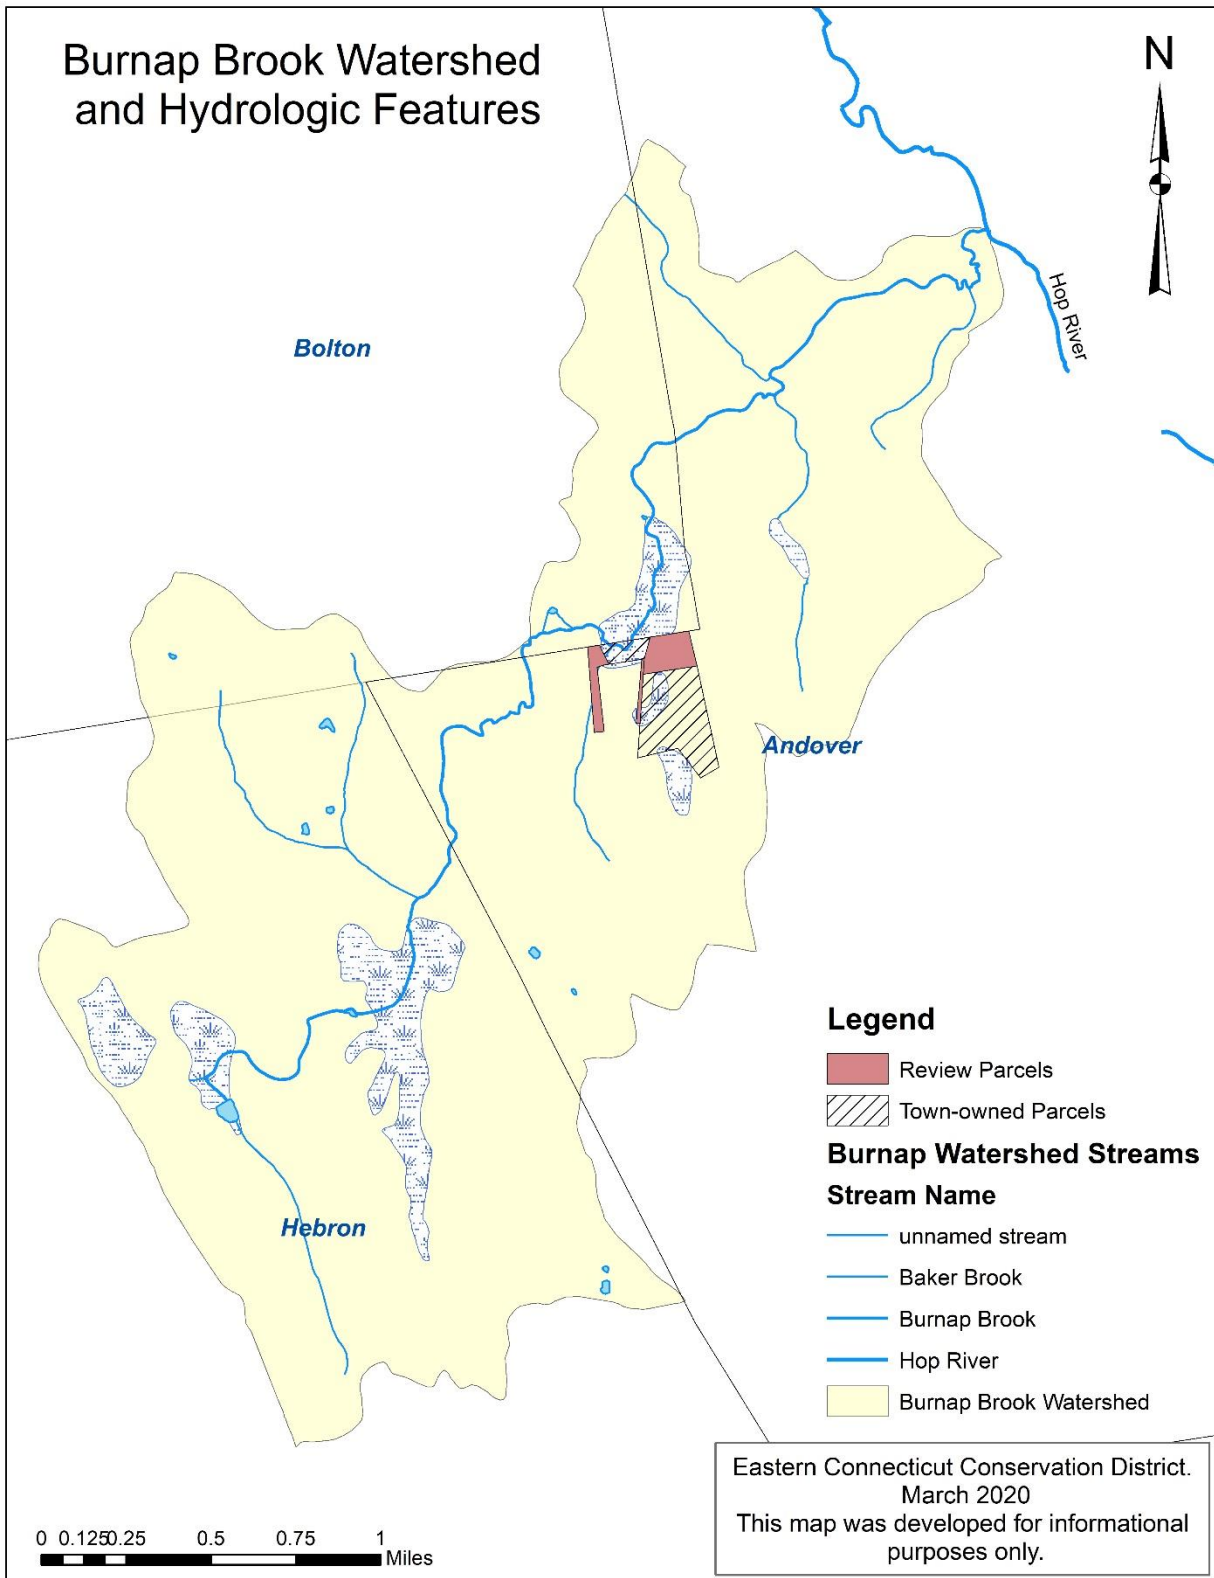 Burnap Brook Watershed
and Hydrologic Features
N
Hop River
Bolton
Andover
Hebron
Legend
Review Parcels
Town-owned Parcels
Burnap Watershed Streams
Stream Name
unnamed stream
Baker Brook
Burnap Brook
Hop River
Burnap Brook Watershed
Eastern Connecticut Conservation District.
March 2020
This map was developed for informational
purposes only.
0 0.125 0.25 0.5 0.75 1
Miles